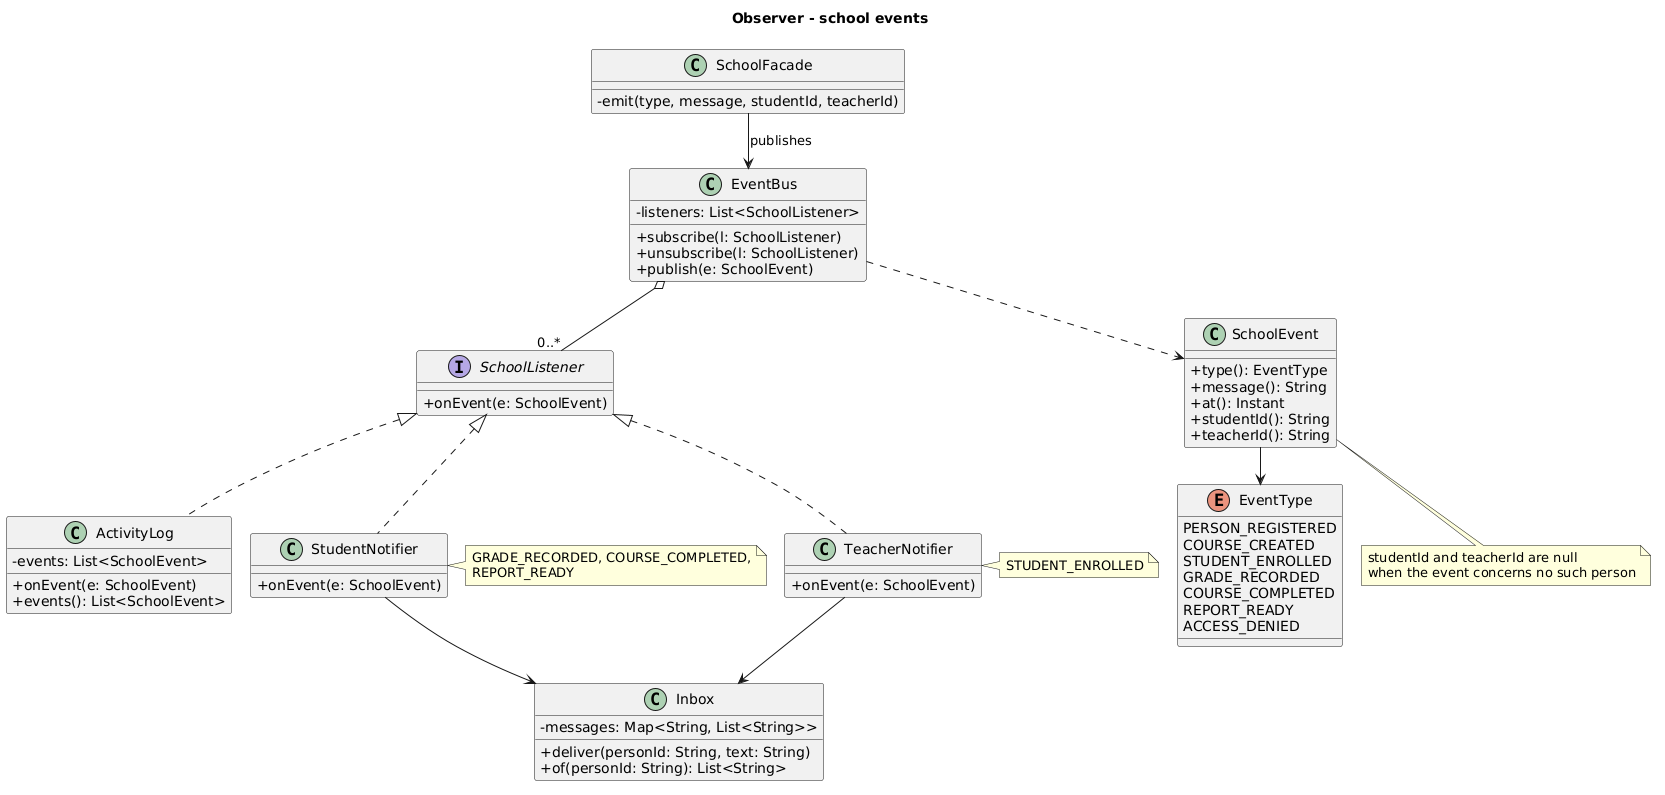 Observer - school events
C SchoolFacade
-emit(type, message, studentId, teacherId)
publishes
C EventBus
-listeners: List<SchoolListener>
+subscribe(l: SchoolListener)
+unsubscribe(l: SchoolListener)
+publish(e: SchoolEvent)
0..*
I SchoolListener
+onEvent(e: SchoolEvent)
C SchoolEvent
+type(): EventType
+message(): String
+at(): Instant
+studentId(): String
+teacherId(): String
C ActivityLog
-events: List<SchoolEvent>
+onEvent(e: SchoolEvent)
+events(): List<SchoolEvent>
C StudentNotifier
+onEvent(e: SchoolEvent)
GRADE_RECORDED, COURSE_COMPLETED,
REPORT_READY
C TeacherNotifier
+onEvent(e: SchoolEvent)
STUDENT_ENROLLED
E EventType
PERSON_REGISTERED
COURSE_CREATED
STUDENT_ENROLLED
GRADE_RECORDED
COURSE_COMPLETED
REPORT_READY
ACCESS_DENIED
studentId and teacherId are null
when the event concerns no such person
C Inbox
-messages: Map<String, List<String>>
+deliver(personId: String, text: String)
+of(personId: String): List<String>